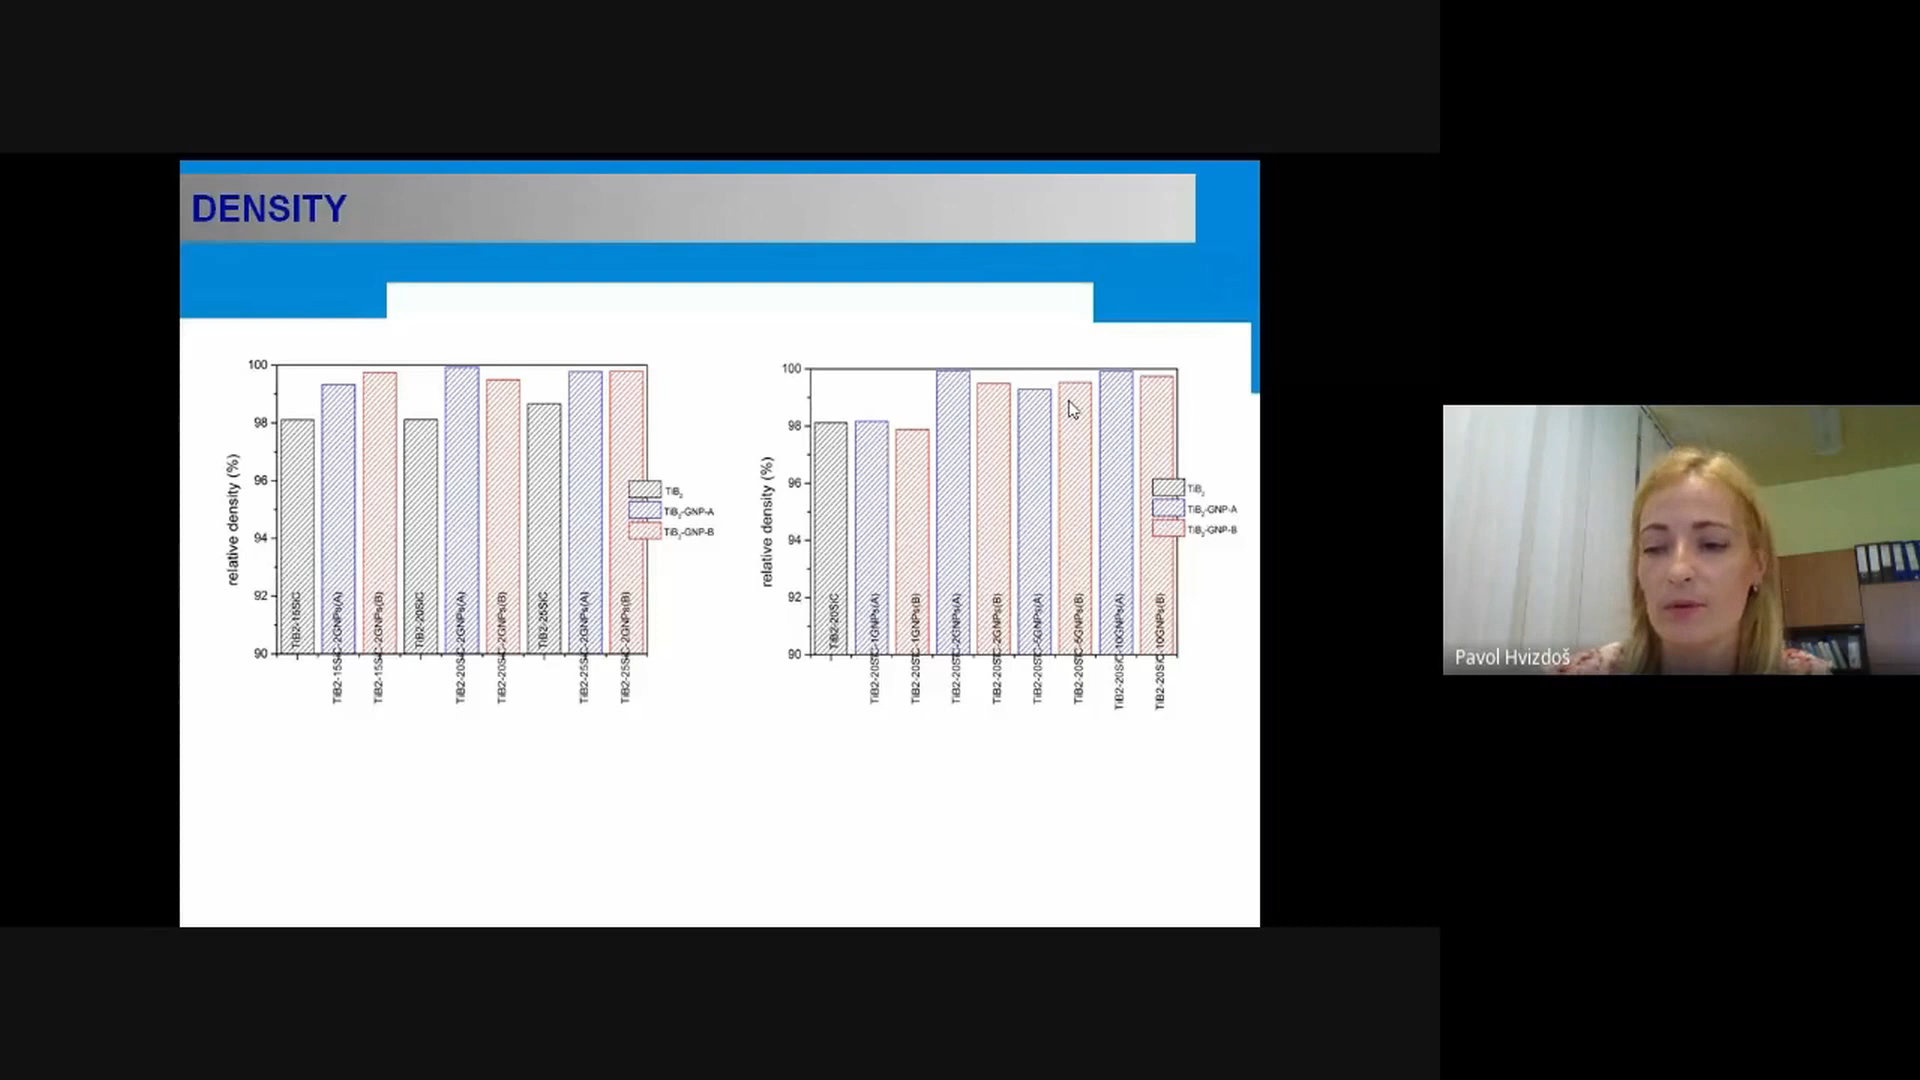 DENSITY
100
98
96
94
92
90
relative density (%)
TiB2-15SiC
TiB2-15SiC-2GNPs(A)
TiB2-15SiC-2GNPs(B)
TiB2-20SiC
TiB2-20SiC-2GNPs(A)
TiB2-20SiC-2GNPs(B)
TiB2-25SiC
TiB2-25SiC-2GNPs(A)
TiB2-25SiC-2GNPs(B)
TiB₂
TiB₂-GNP-A
TiB₂-GNP-B
100
98
96
94
92
90
relative density (%)
TiB2-20SiC
TiB2-20SiC-1GNPs(A)
TiB2-20SiC-1GNPs(B)
TiB2-20SiC-2GNPs(A)
TiB2-20SiC-2GNPs(B)
TiB2-20SiC-5GNPs(A)
TiB2-20SiC-5GNPs(B)
TiB2-20SiC-10GNPs(A)
TiB2-20SiC-10GNPs(B)
TiB₂
TiB₂-GNP-A
TiB₂-GNP-B
Pavol Hvizdoš